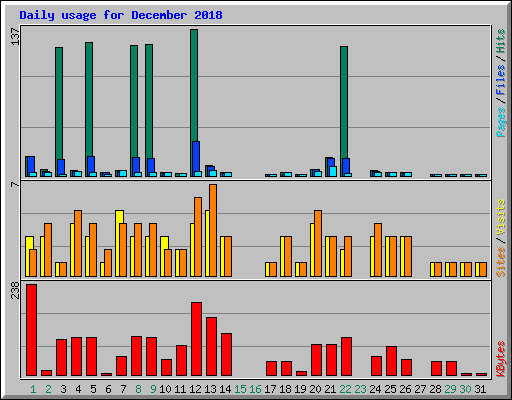 Daily usage for December 2018
137
Pages / Files / Hits
7
Sites / Visits
238
KBytes
1 2 3 4 5 6 7 8 9 10 11 12 13 14 15 16 17 18 19 20 21 22 23 24 25 26 27 28 29 30 31